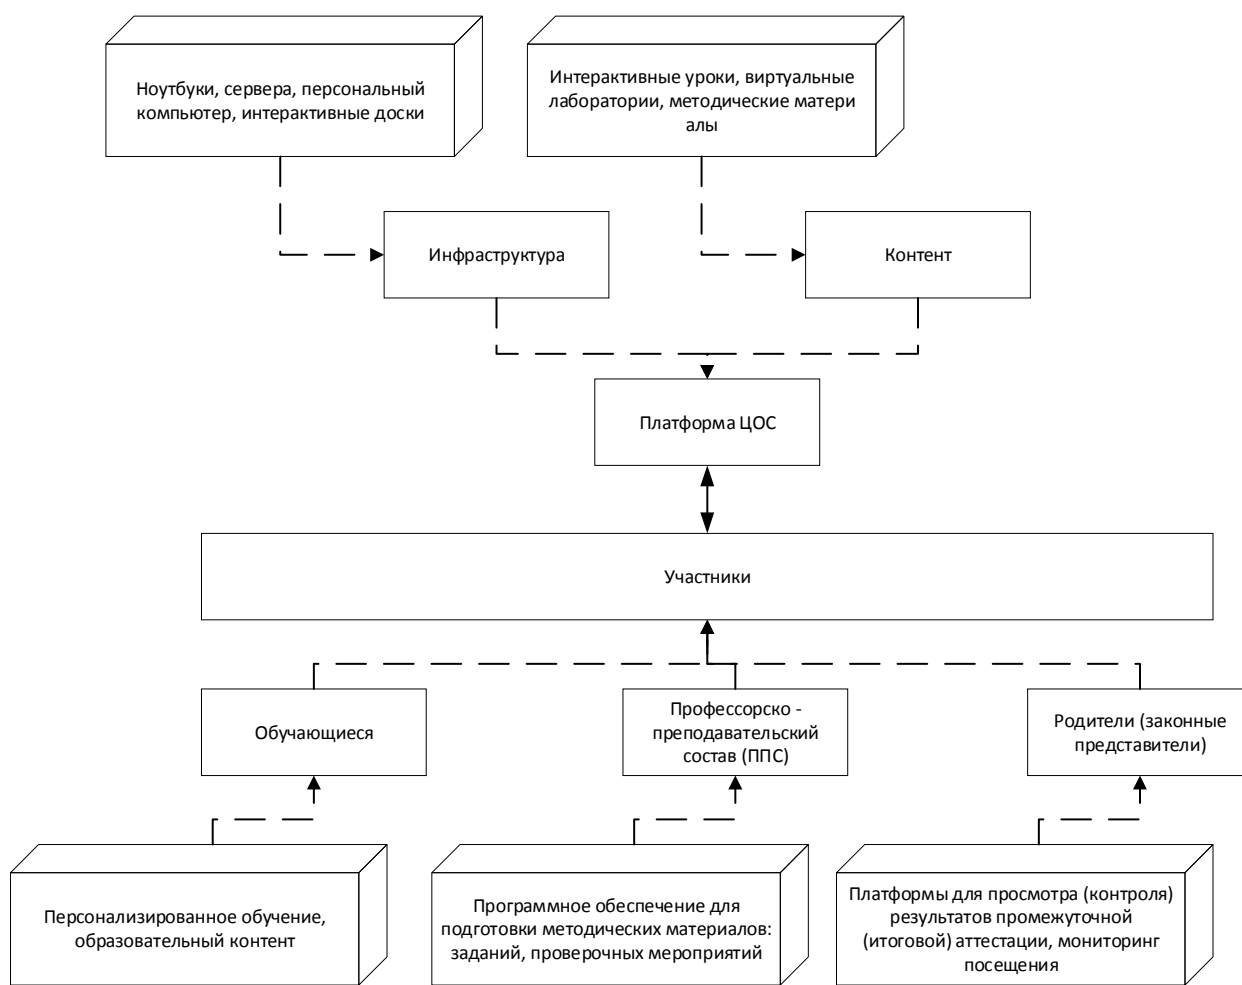 Ноутбуки, сервера, персональный
компьютер, интерактивные доски
Интерактивные уроки, виртуальные
лаборатории, методические матери
алы
Инфраструктура
Контент
Платформа ЦОС
Участники
Обучающиеся
Профессорско -
преподавательский
состав (ППС)
Родители (законные
представители)
Персонализированное обучение,
образовательный контент
Программное обеспечение для
подготовки методических материалов:
заданий, проверочных мероприятий
Платформы для просмотра (контроля)
результатов промежуточной
(итоговой) аттестации, мониторинг
посещения